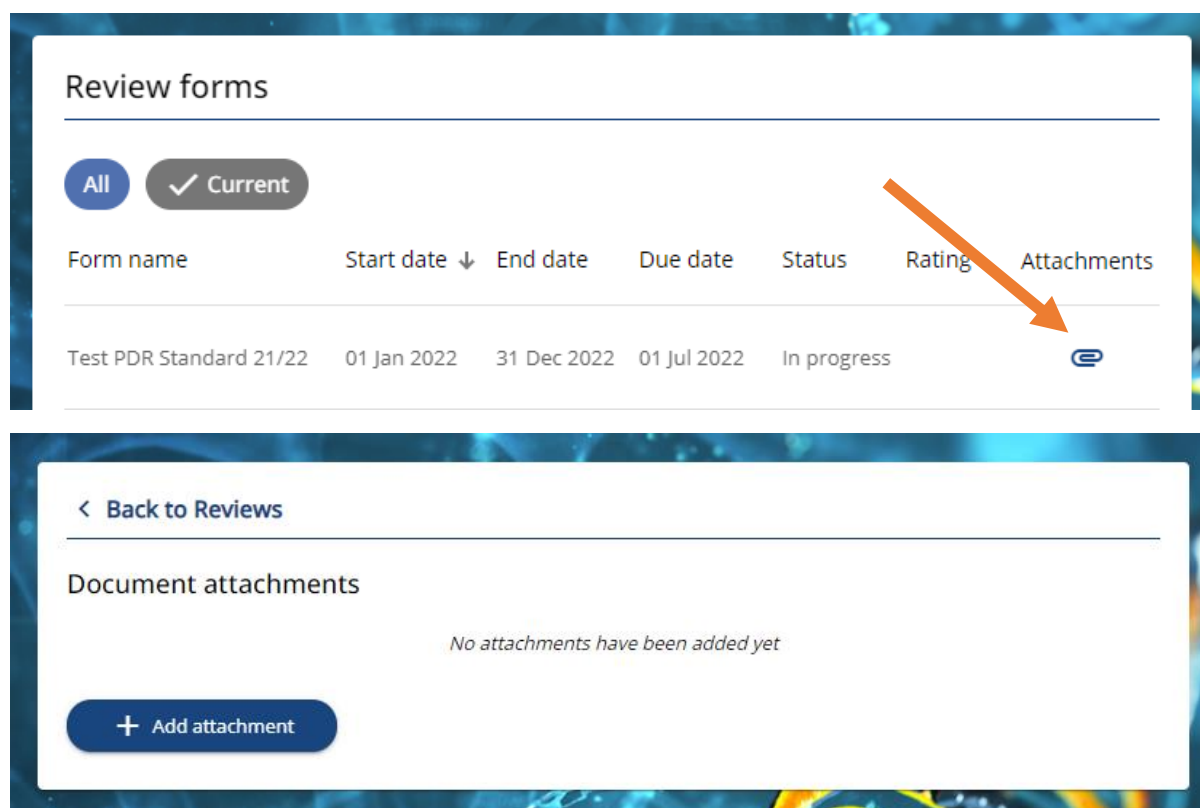 Review forms
All Current
Form name Start date End date Due date Status Rating Attachments
Test PDR Standard 21/22 01 Jan 2022 31 Dec 2022 01 Jul 2022 In progress
Back to Reviews
Document attachments
No attachments have been added yet
Add attachment